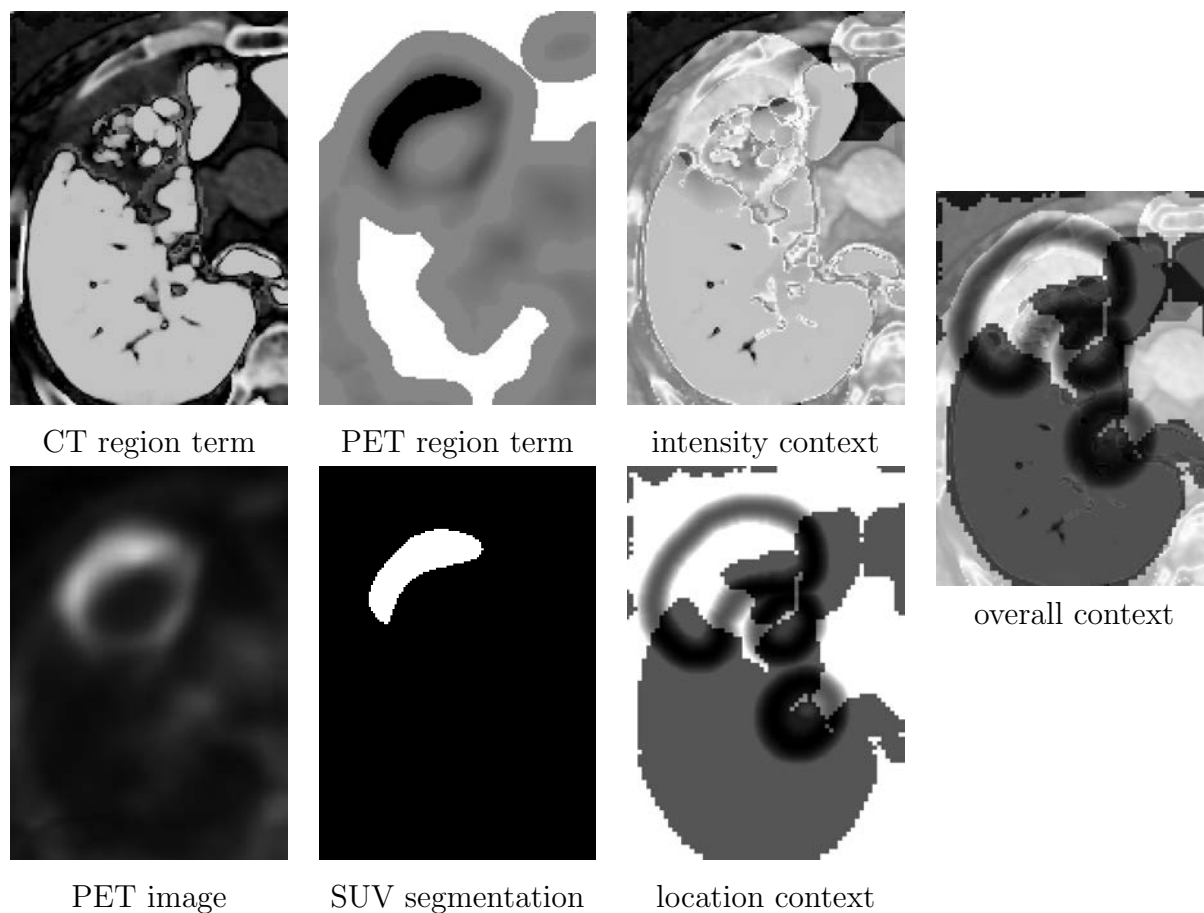 CT region term
PET region term
intensity context
overall context
PET image
SUV segmentation
location context